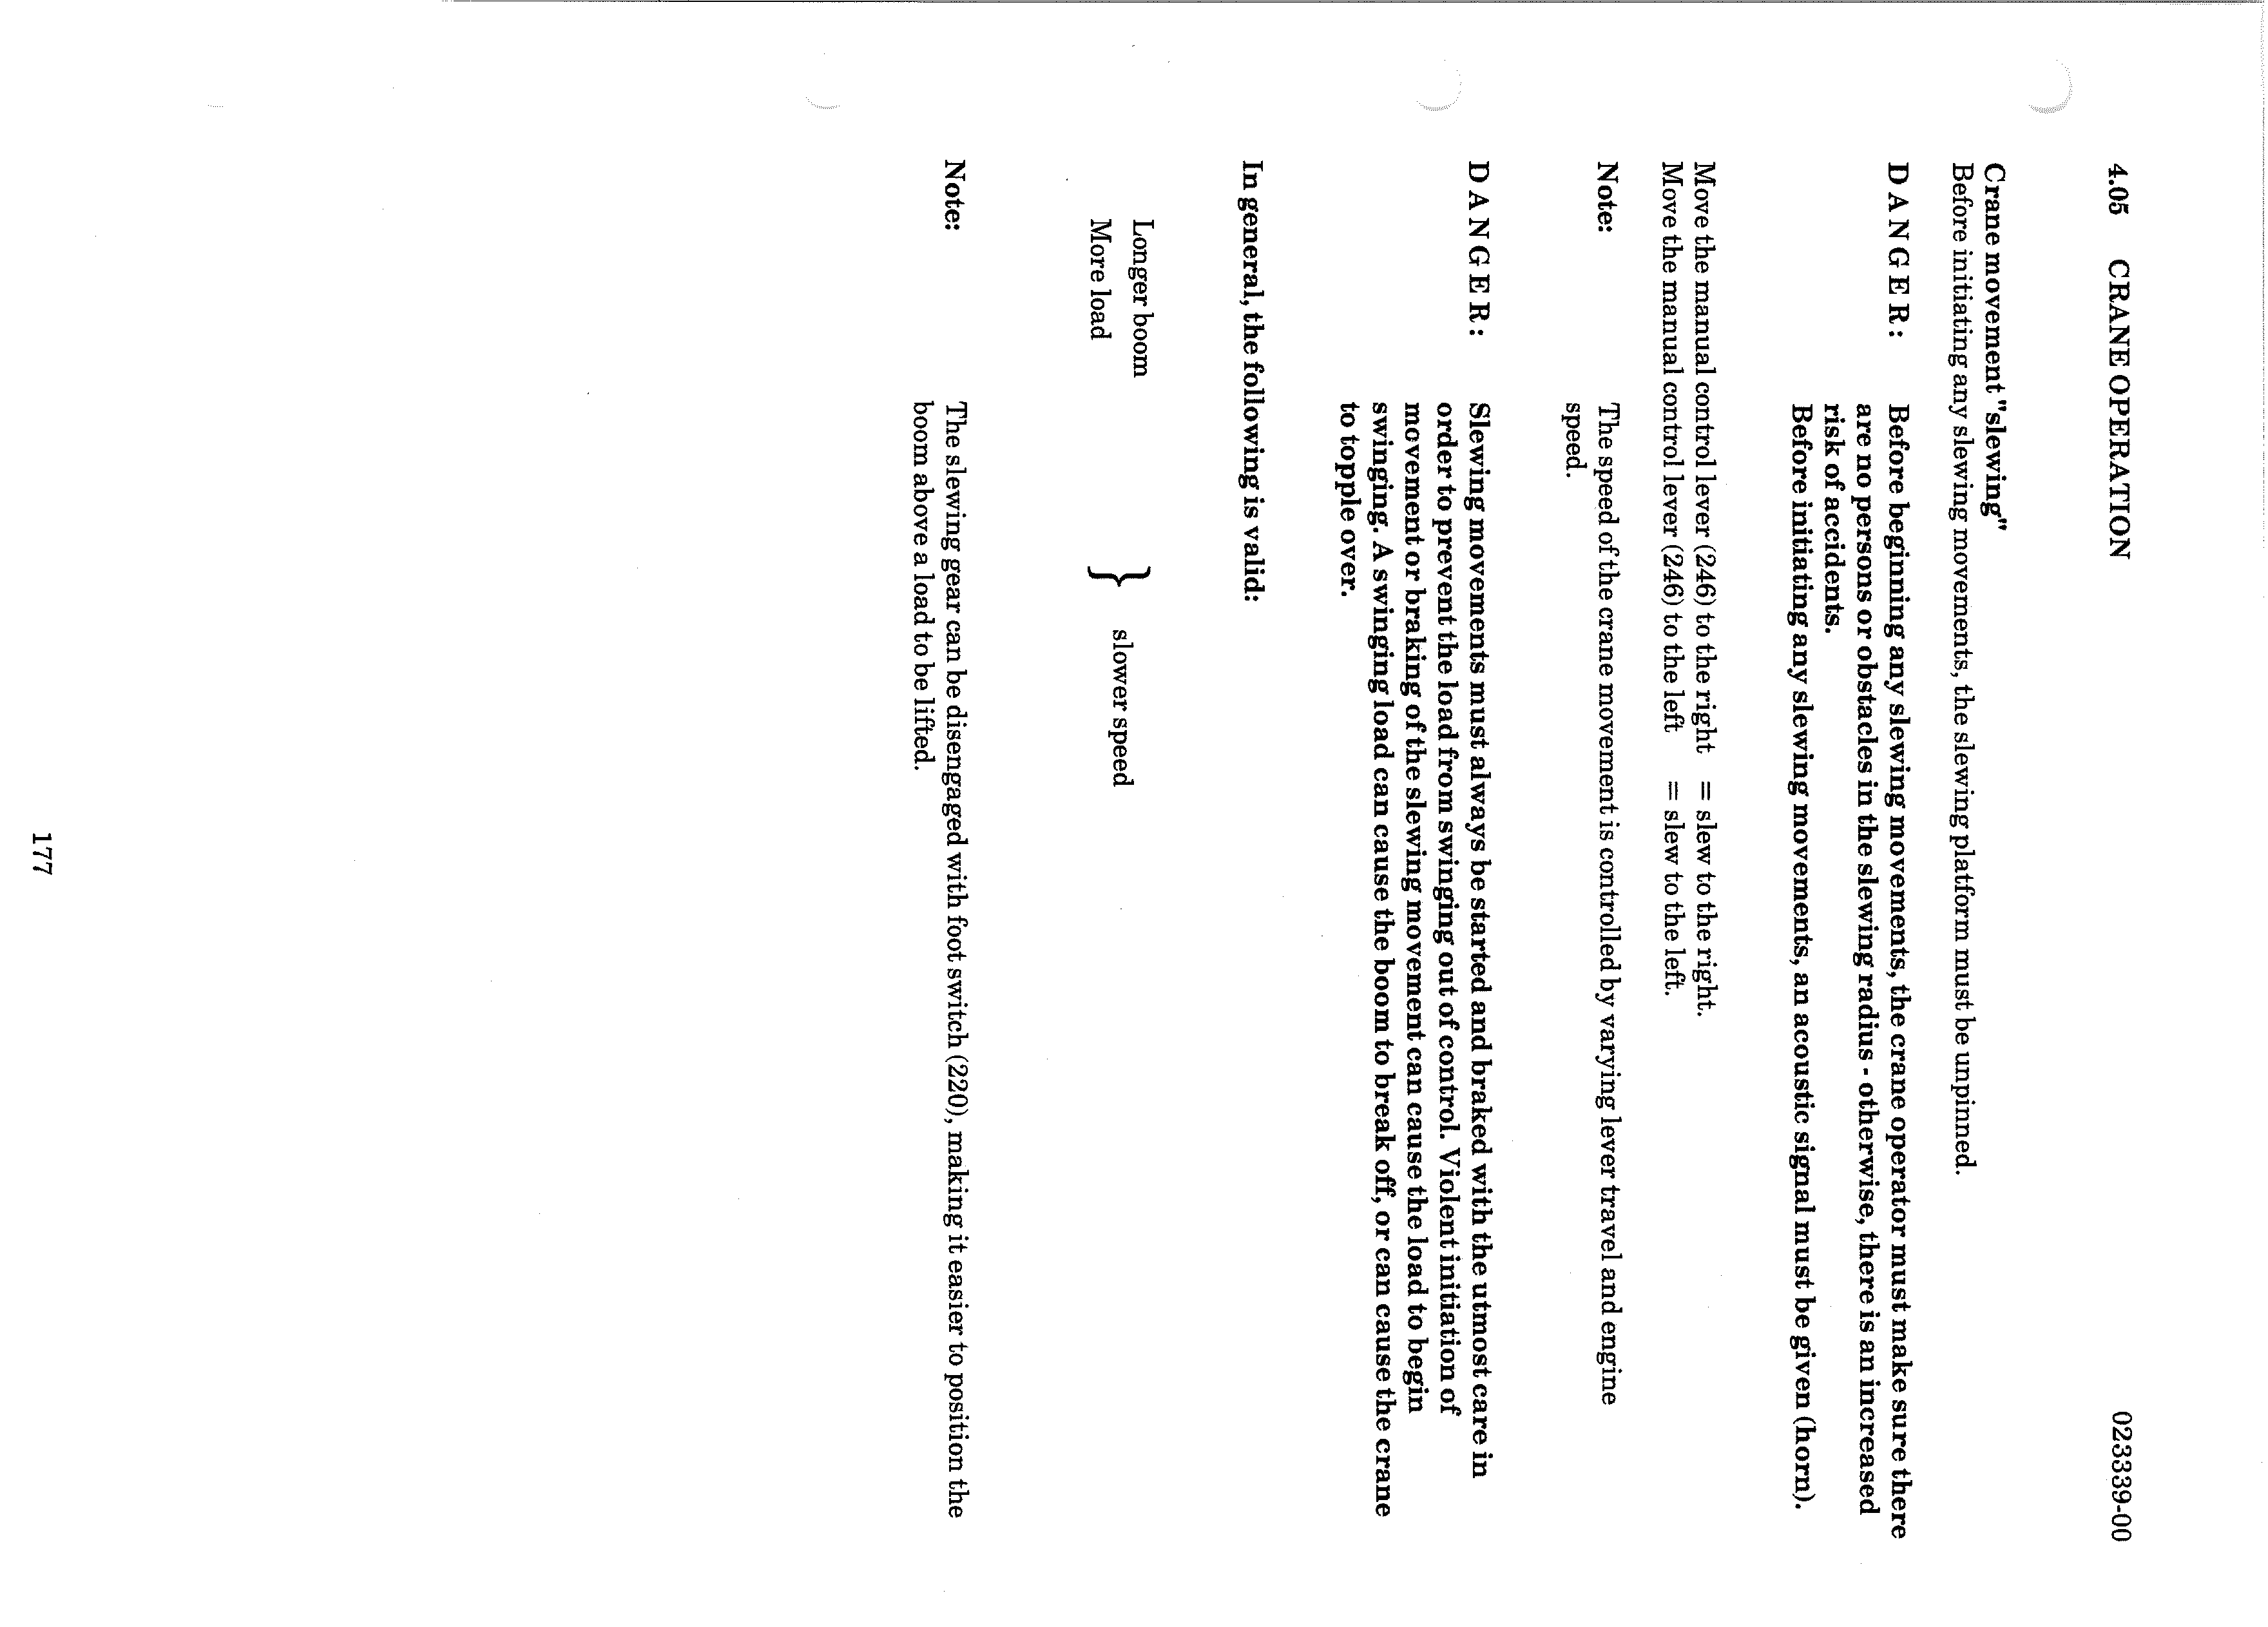 4.05 CRANE OPERATION 023339-00
Crane movement "slewing"
Before initiating any slewing movements, the slewing platform must be unpinned.
D A N G E R : Before beginning any slewing movements, the crane operator must make sure there
are no persons or obstacles in the slewing radius - otherwise, there is an increased
risk of accidents.
Before initiating any slewing movements, an acoustic signal must be given (horn).
Move the manual control lever (246) to the right = slew to the right.
Move the manual control lever (246) to the left = slew to the left.
Note: The speed of the crane movement is controlled by varying lever travel and engine
speed.
D A N G E R : Slewing movements must always be started and braked with the utmost care in
order to prevent the load from swinging out of control. Violent initiation of
movement or braking of the slewing movement can cause the load to begin
swinging. A swinging load can cause the boom to break off, or can cause the crane
to topple over.
In general, the following is valid:
Longer boom
More load
} slower speed
Note: The slewing gear can be disengaged with foot switch (220), making it easier to position the
boom above a load to be lifted.
177